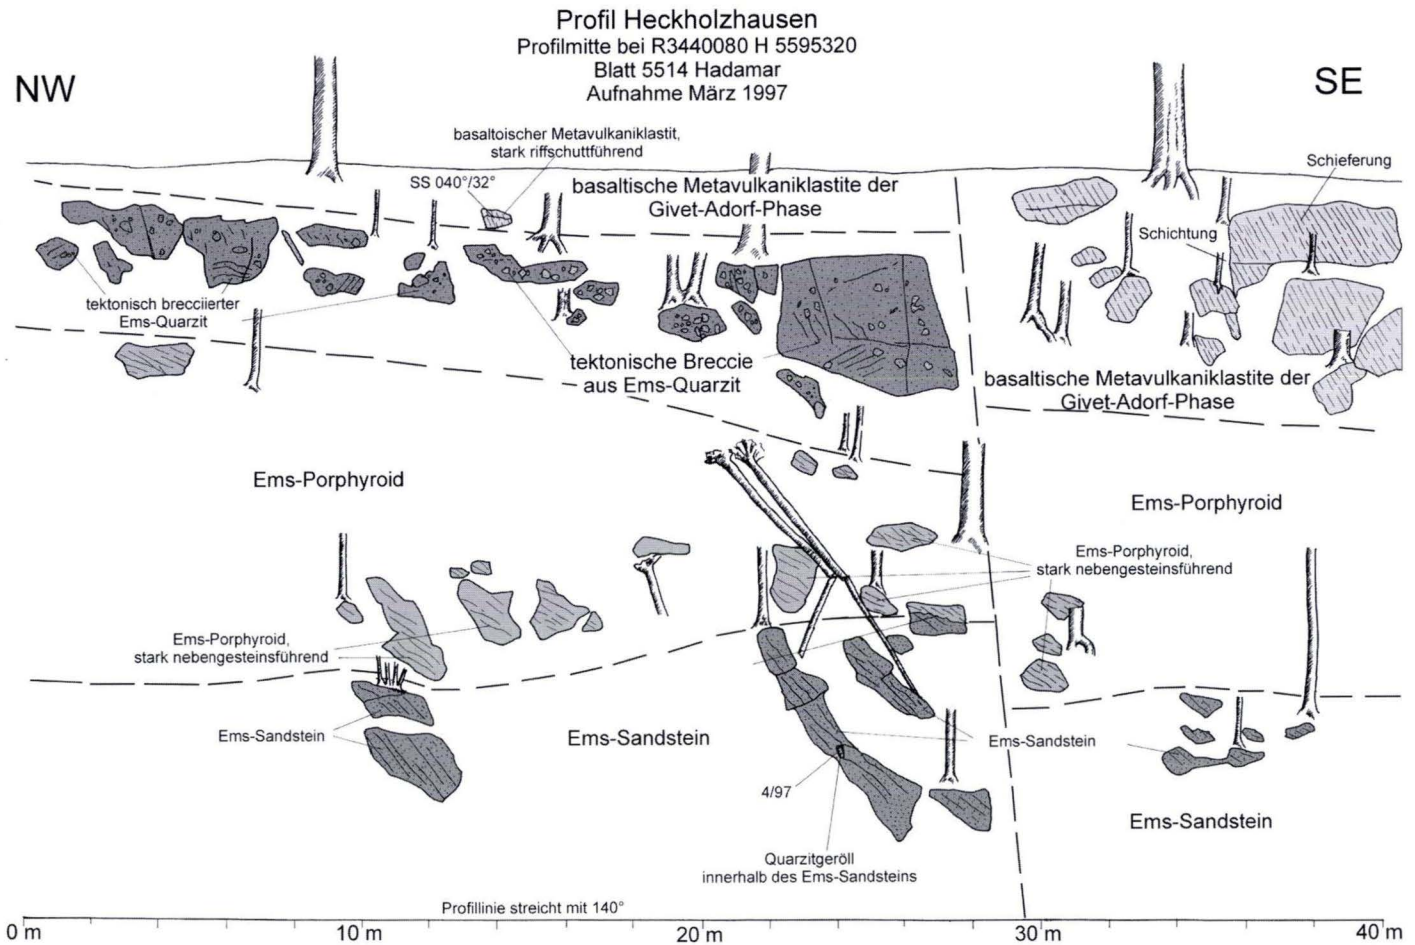 Profil Heckholzhausen
Profilmitte bei R3440080 H 5595320
Blatt 5514 Hadamar
Aufnahme März 1997
NW
SE
basaltoischer Metavulkaniklastit,
stark riffschuttführend
SS 040°/32°
basaltische Metavulkaniklastite der
Givet-Adorf-Phase
Schieferung
Schichtung
tektonisch brecciierter
Ems-Quarzit
tektonische Breccie
aus Ems-Quarzit
basaltische Metavulkaniklastite der
Givet-Adorf-Phase
Ems-Porphyroid
Ems-Porphyroid
Ems-Porphyroid,
stark nebengesteinsführend
Ems-Porphyroid,
stark nebengesteinsführend
Ems-Sandstein
Ems-Sandstein
Ems-Sandstein
4/97
Ems-Sandstein
Quarzitgeröll
innerhalb des Ems-Sandsteins
Profillinie streicht mit 140°
0 m
10 m
20 m
30 m
40 m